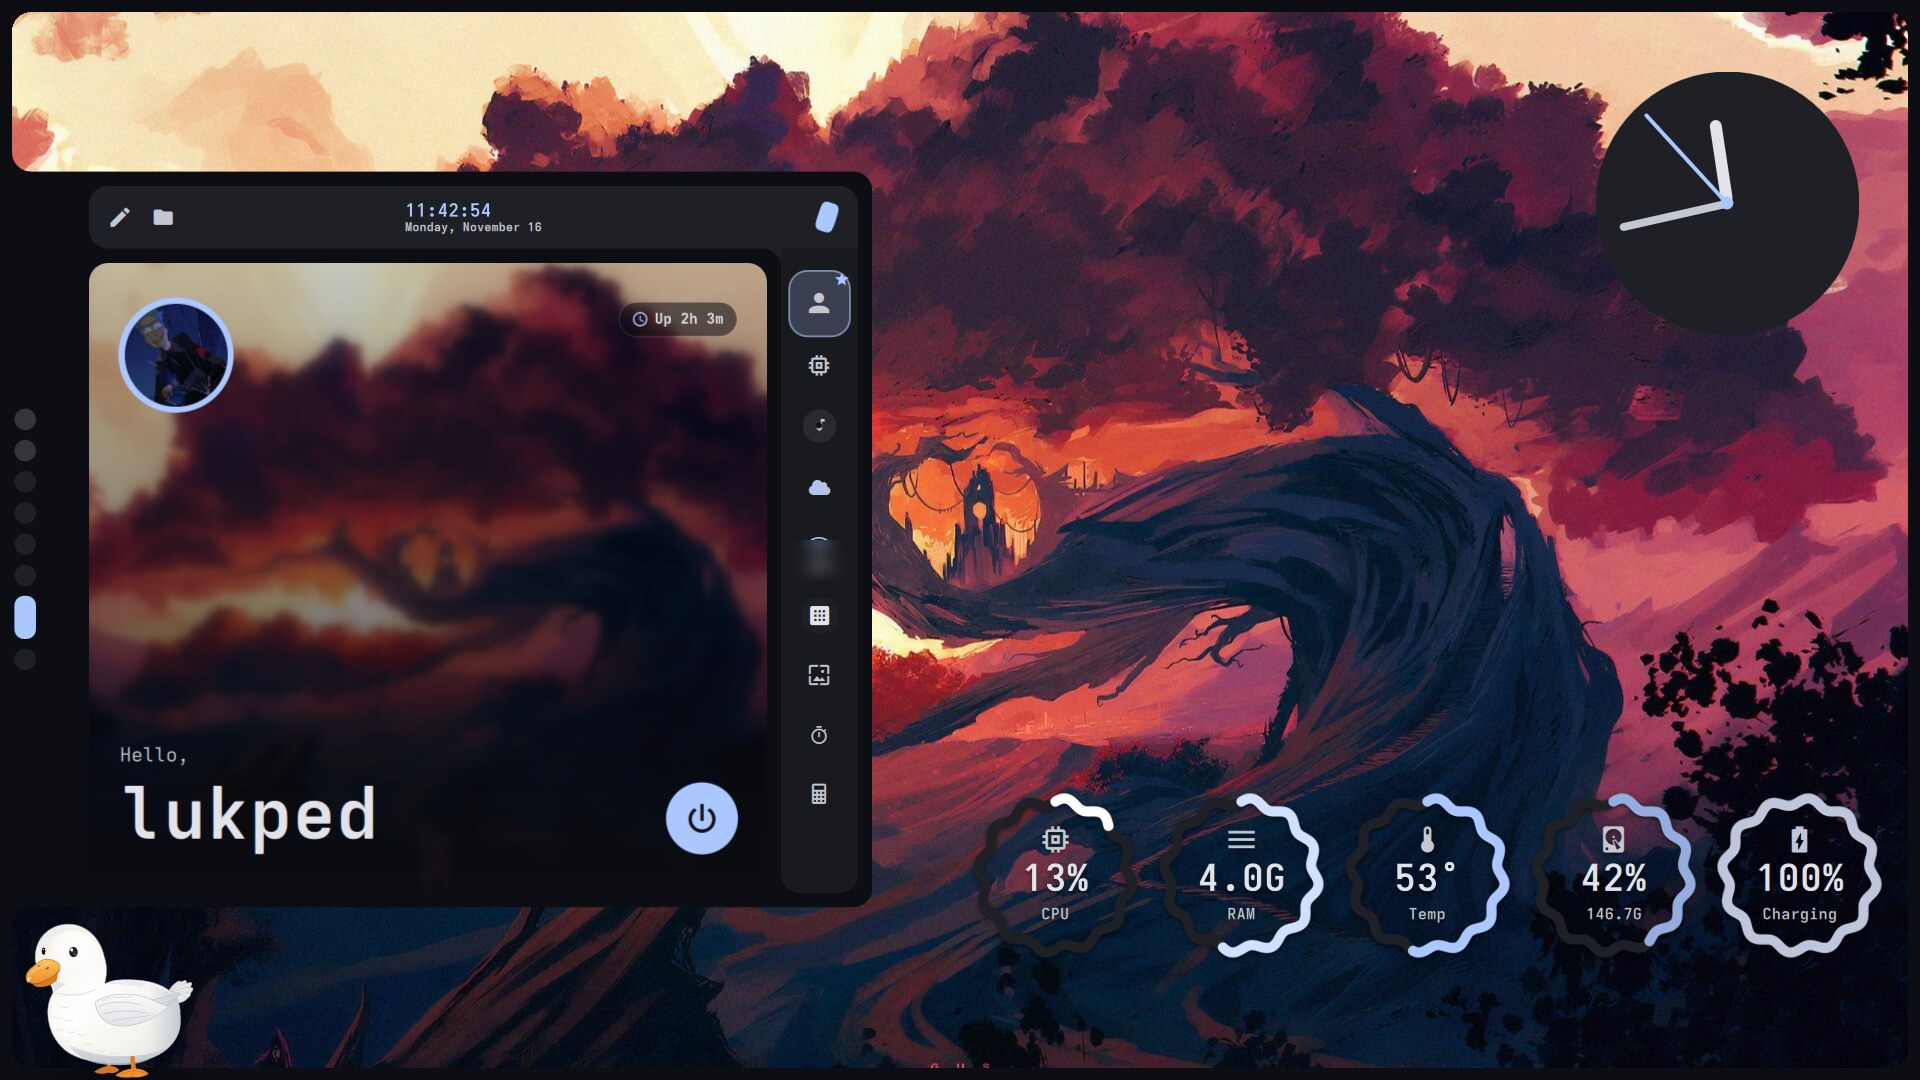 11:42:54
Monday, November 16
Up 2h 3m
Hello,
lukped
13%
CPU
4.0G
RAM
53°
Temp
42%
146.7G
100%
Charging